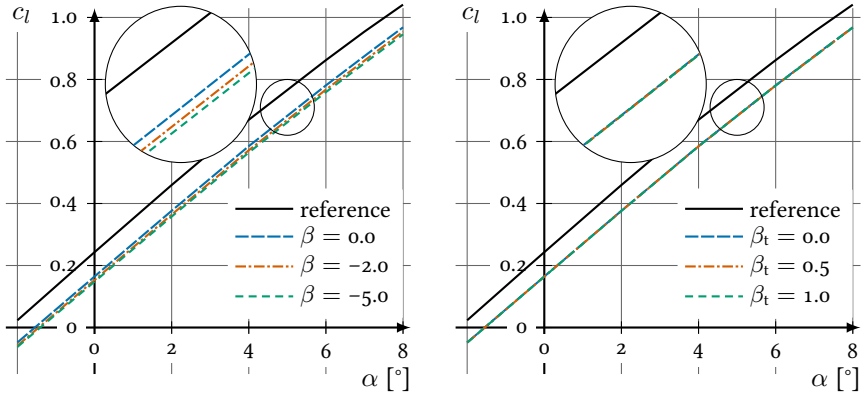 c_l
1.0
0.8
0.6
0.4
0.2
0
0 2 4 6 8
α [°]
reference
β = 0.0
β = −2.0
β = −5.0
c_l
1.0
0.8
0.6
0.4
0.2
0
0 2 4 6 8
α [°]
reference
β_t = 0.0
β_t = 0.5
β_t = 1.0